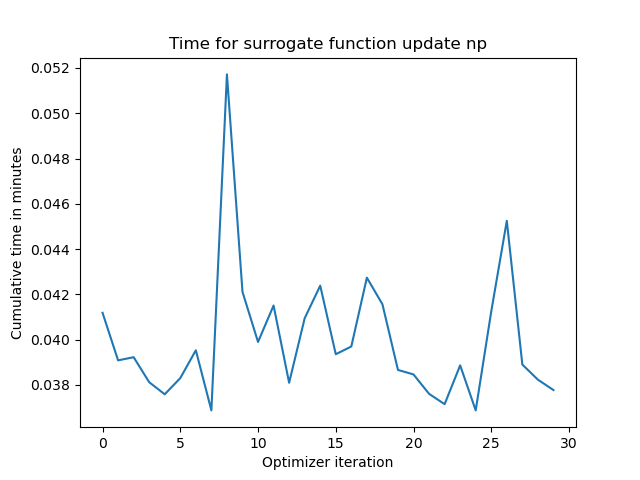 Time for surrogate function update np
Cumulative time in minutes
0.052
0.050
0.048
0.046
0.044
0.042
0.040
0.038
0 5 10 15 20 25 30
Optimizer iteration